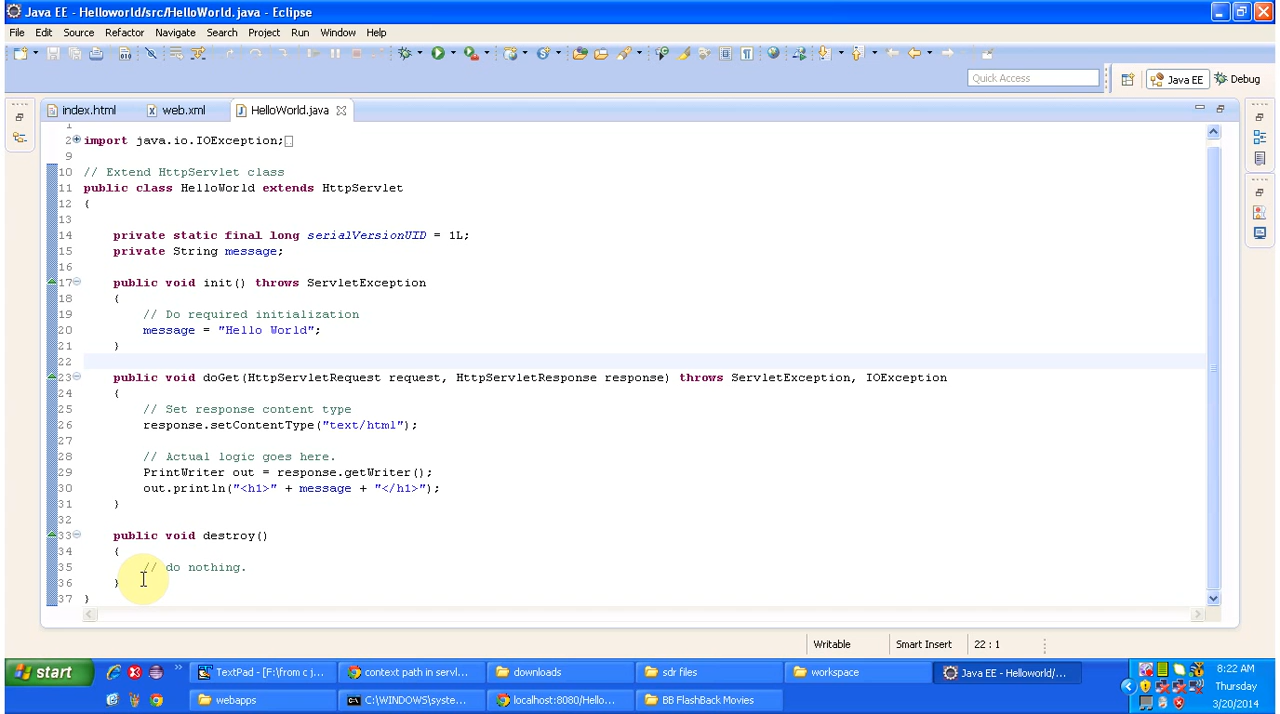 Java EE - Helloworld/src/HelloWorld.java - Eclipse
File Edit Source Refactor Navigate Search Project Run Window Help
Quick Access
Java EE
Debug
index.html
web.xml
HelloWorld.java
1
2 import java.io.IOException;
9
10 // Extend HttpServlet class
11 public class HelloWorld extends HttpServlet
12 {
13
14 private static final long serialVersionUID = 1L;
15 private String message;
16
17 public void init() throws ServletException
18 {
19 // Do required initialization
20 message = "Hello World";
21 }
22
23 public void doGet(HttpServletRequest request, HttpServletResponse response) throws ServletException, IOException
24 {
25 // Set response content type
26 response.setContentType("text/html");
27
28 // Actual logic goes here.
29 PrintWriter out = response.getWriter();
30 out.println("<h1>" + message + "</h1>");
31 }
32
33 public void destroy()
34 {
35 // do nothing.
36 }
37 }
Writable
Smart Insert
22 : 1
start
TextPad - [F:\from c j...
context path in servl...
downloads
sdr files
workspace
Java EE - Helloworld/...
8:22 AM
Thursday
webapps
C:\WINDOWS\syste...
localhost:8080/Hello...
BB FlashBack Movies
3/20/2014